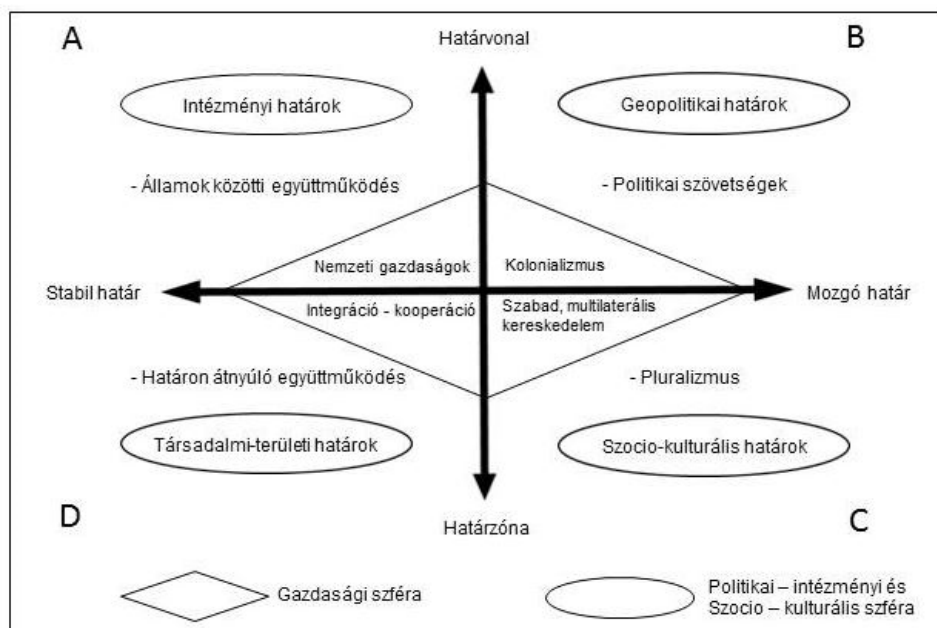 A
Határvonal
B
Intézményi határok
Geopolitikai határok
- Államok közötti együttműködés
- Politikai szövetségek
Nemzeti gazdaságok
Kolonializmus
Stabil határ
Mozgó határ
Integráció - kooperáció
Szabad, multilaterális
kereskedelem
- Határon átnyúló együttműködés
- Pluralizmus
Társadalmi-területi határok
Szocio-kulturális határok
D
Határzóna
C
Gazdasági szféra
Politikai – intézményi és
Szocio – kulturális szféra